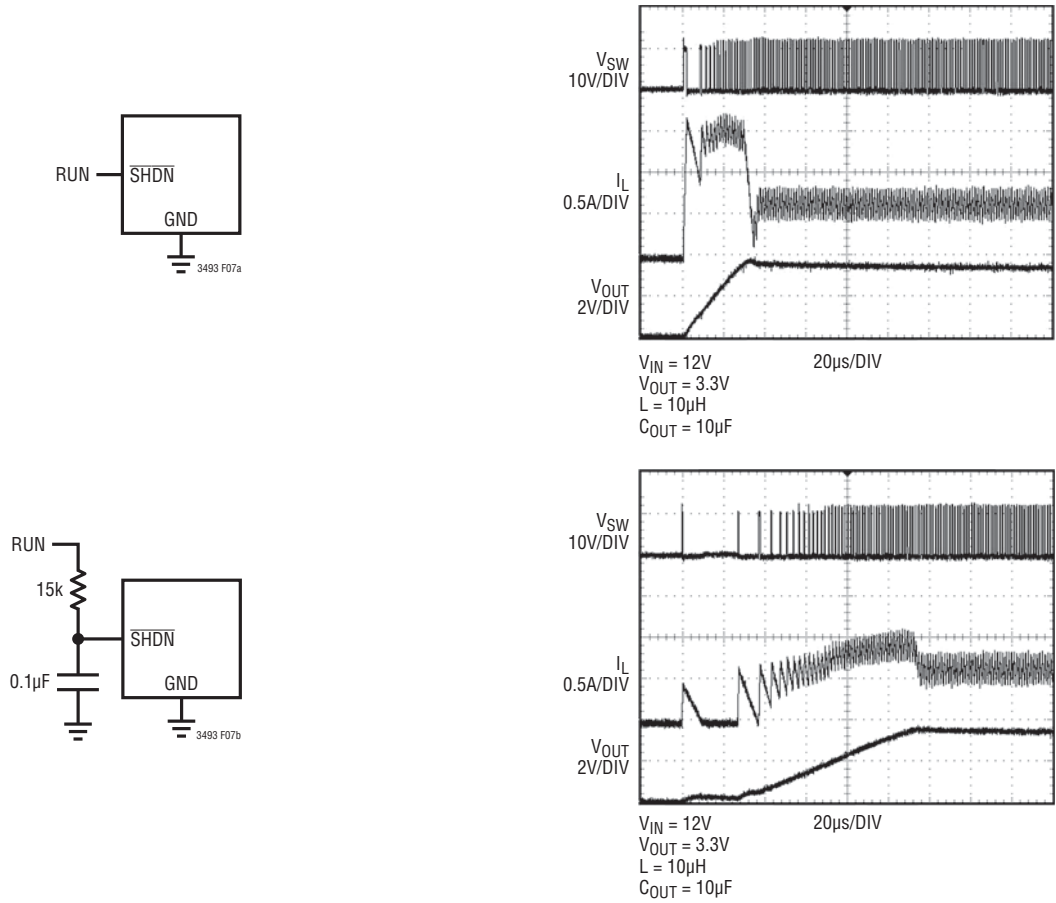 RUN
SHDN
GND
3493 F07a
VSW
10V/DIV
IL
0.5A/DIV
VOUT
2V/DIV
VIN = 12V
20µs/DIV
VOUT = 3.3V
L = 10µH
COUT = 10µF
RUN
15k
SHDN
0.1µF
GND
3493 F07b
VSW
10V/DIV
IL
0.5A/DIV
VOUT
2V/DIV
VIN = 12V
20µs/DIV
VOUT = 3.3V
L = 10µH
COUT = 10µF